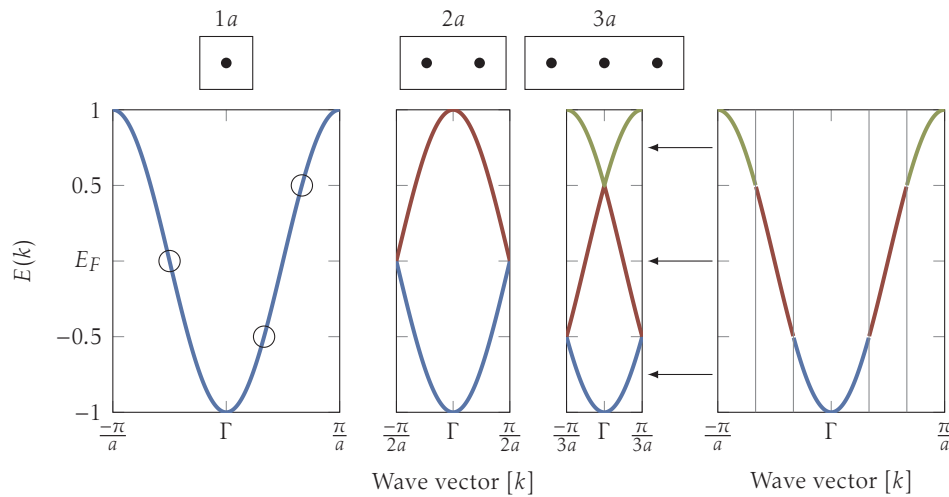 1a 2a 3a
E(k)
1
0.5
E_F
−0.5
−1
−π/a Γ π/a
−π/2a Γ π/2a
−π/3a Γ π/3a
−π/a Γ π/a
Wave vector [k] Wave vector [k]